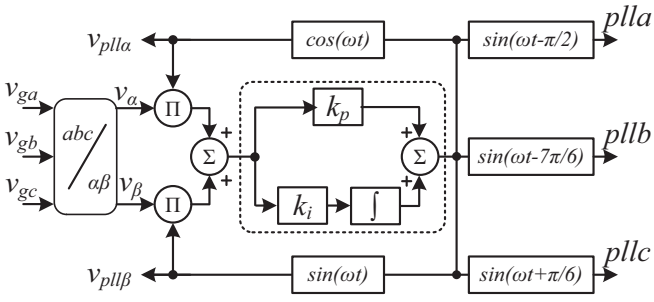 v_pllα cos(ωt) sin(ωt-π/2) plla
v_ga v_α Π + k_p +
v_gb abc αβ Σ Σ sin(ωt-7π/6) pllb
v_gc v_β Π + k_i ∫ +
v_pllβ sin(ωt) sin(ωt+π/6) pllc